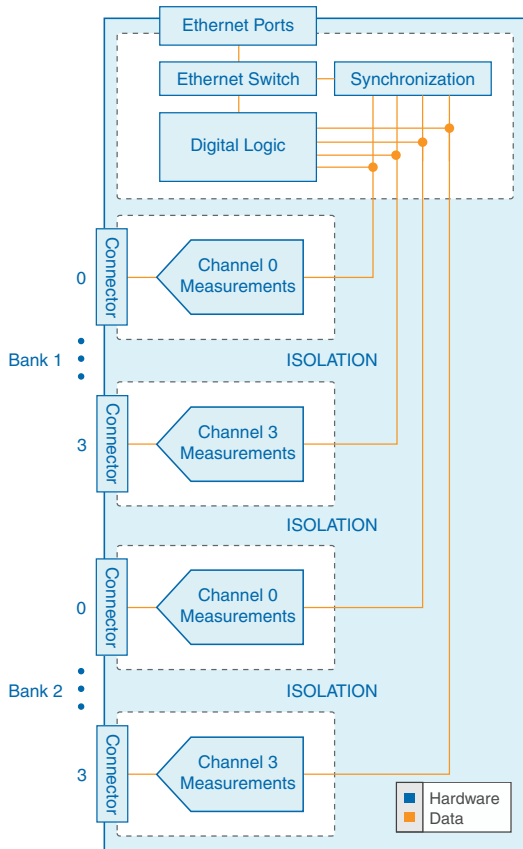 Ethernet Ports
Ethernet Switch
Synchronization
Digital Logic
0
Connector
Channel 0
Measurements
Bank 1
ISOLATION
3
Connector
Channel 3
Measurements
ISOLATION
0
Connector
Channel 0
Measurements
Bank 2
ISOLATION
3
Connector
Channel 3
Measurements
Hardware
Data